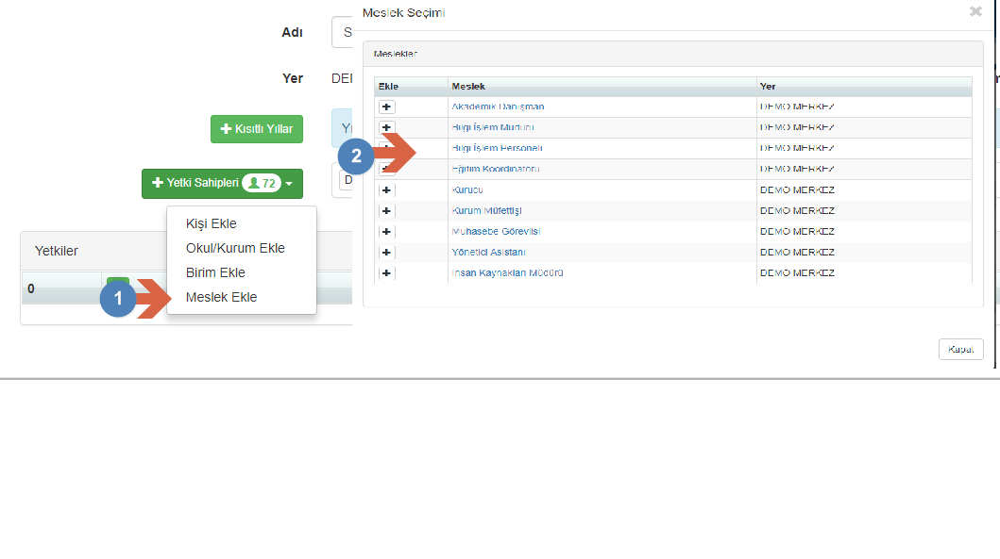 Adı
S
Yer
DEI
Kısıtlı Yıllar
Yı
Yetki Sahipleri 72
D
Kişi Ekle
Okul/Kurum Ekle
Birim Ekle
Meslek Ekle
Yetkiler
0
1
2
Meslek Seçimi
Meslekler
Ekle Meslek Yer
Akademik Danışman DEMO MERKEZ
Bilgi İşlem Müdürü DEMO MERKEZ
Bilgi İşlem Personeli DEMO MERKEZ
Eğitim Koordinatörü DEMO MERKEZ
Kurucu DEMO MERKEZ
Kurum Müfettişi DEMO MERKEZ
Muhasebe Görevlisi DEMO MERKEZ
Yönetici Asistanı DEMO MERKEZ
İnsan Kaynakları Müdürü DEMO MERKEZ
Kapat